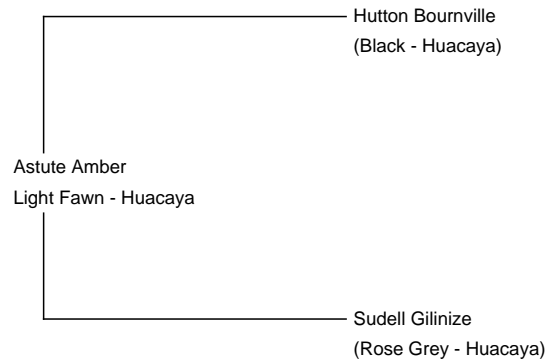 Hutton Bournville
(Black - Huacaya)
Astute Amber
Light Fawn - Huacaya
Sudell Gilinize
(Rose Grey - Huacaya)